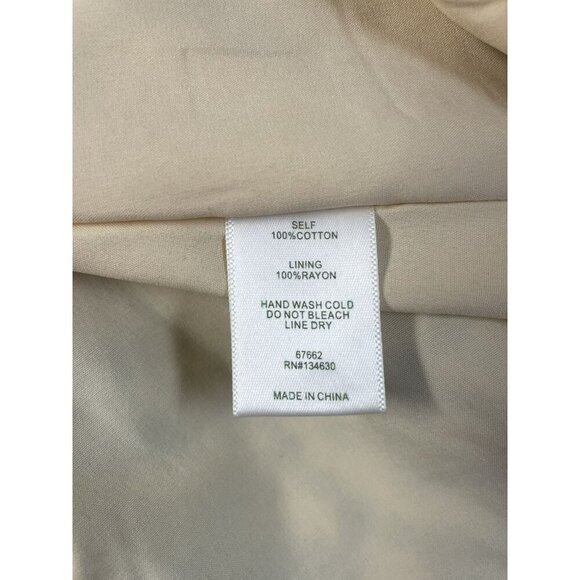 SELF
100%COTTON
LINING
100%RAYON
HAND WASH COLD
DO NOT BLEACH
LINE DRY
67662
RN#134630
MADE IN CHINA